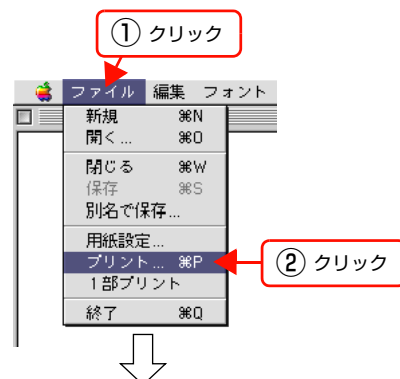 ① クリック
ファイル 編集 フォント
新規 ⌘N
開く... ⌘O
閉じる ⌘W
保存 ⌘S
別名で保存...
用紙設定...
プリント... ⌘P
② クリック
1部プリント
終了 ⌘Q